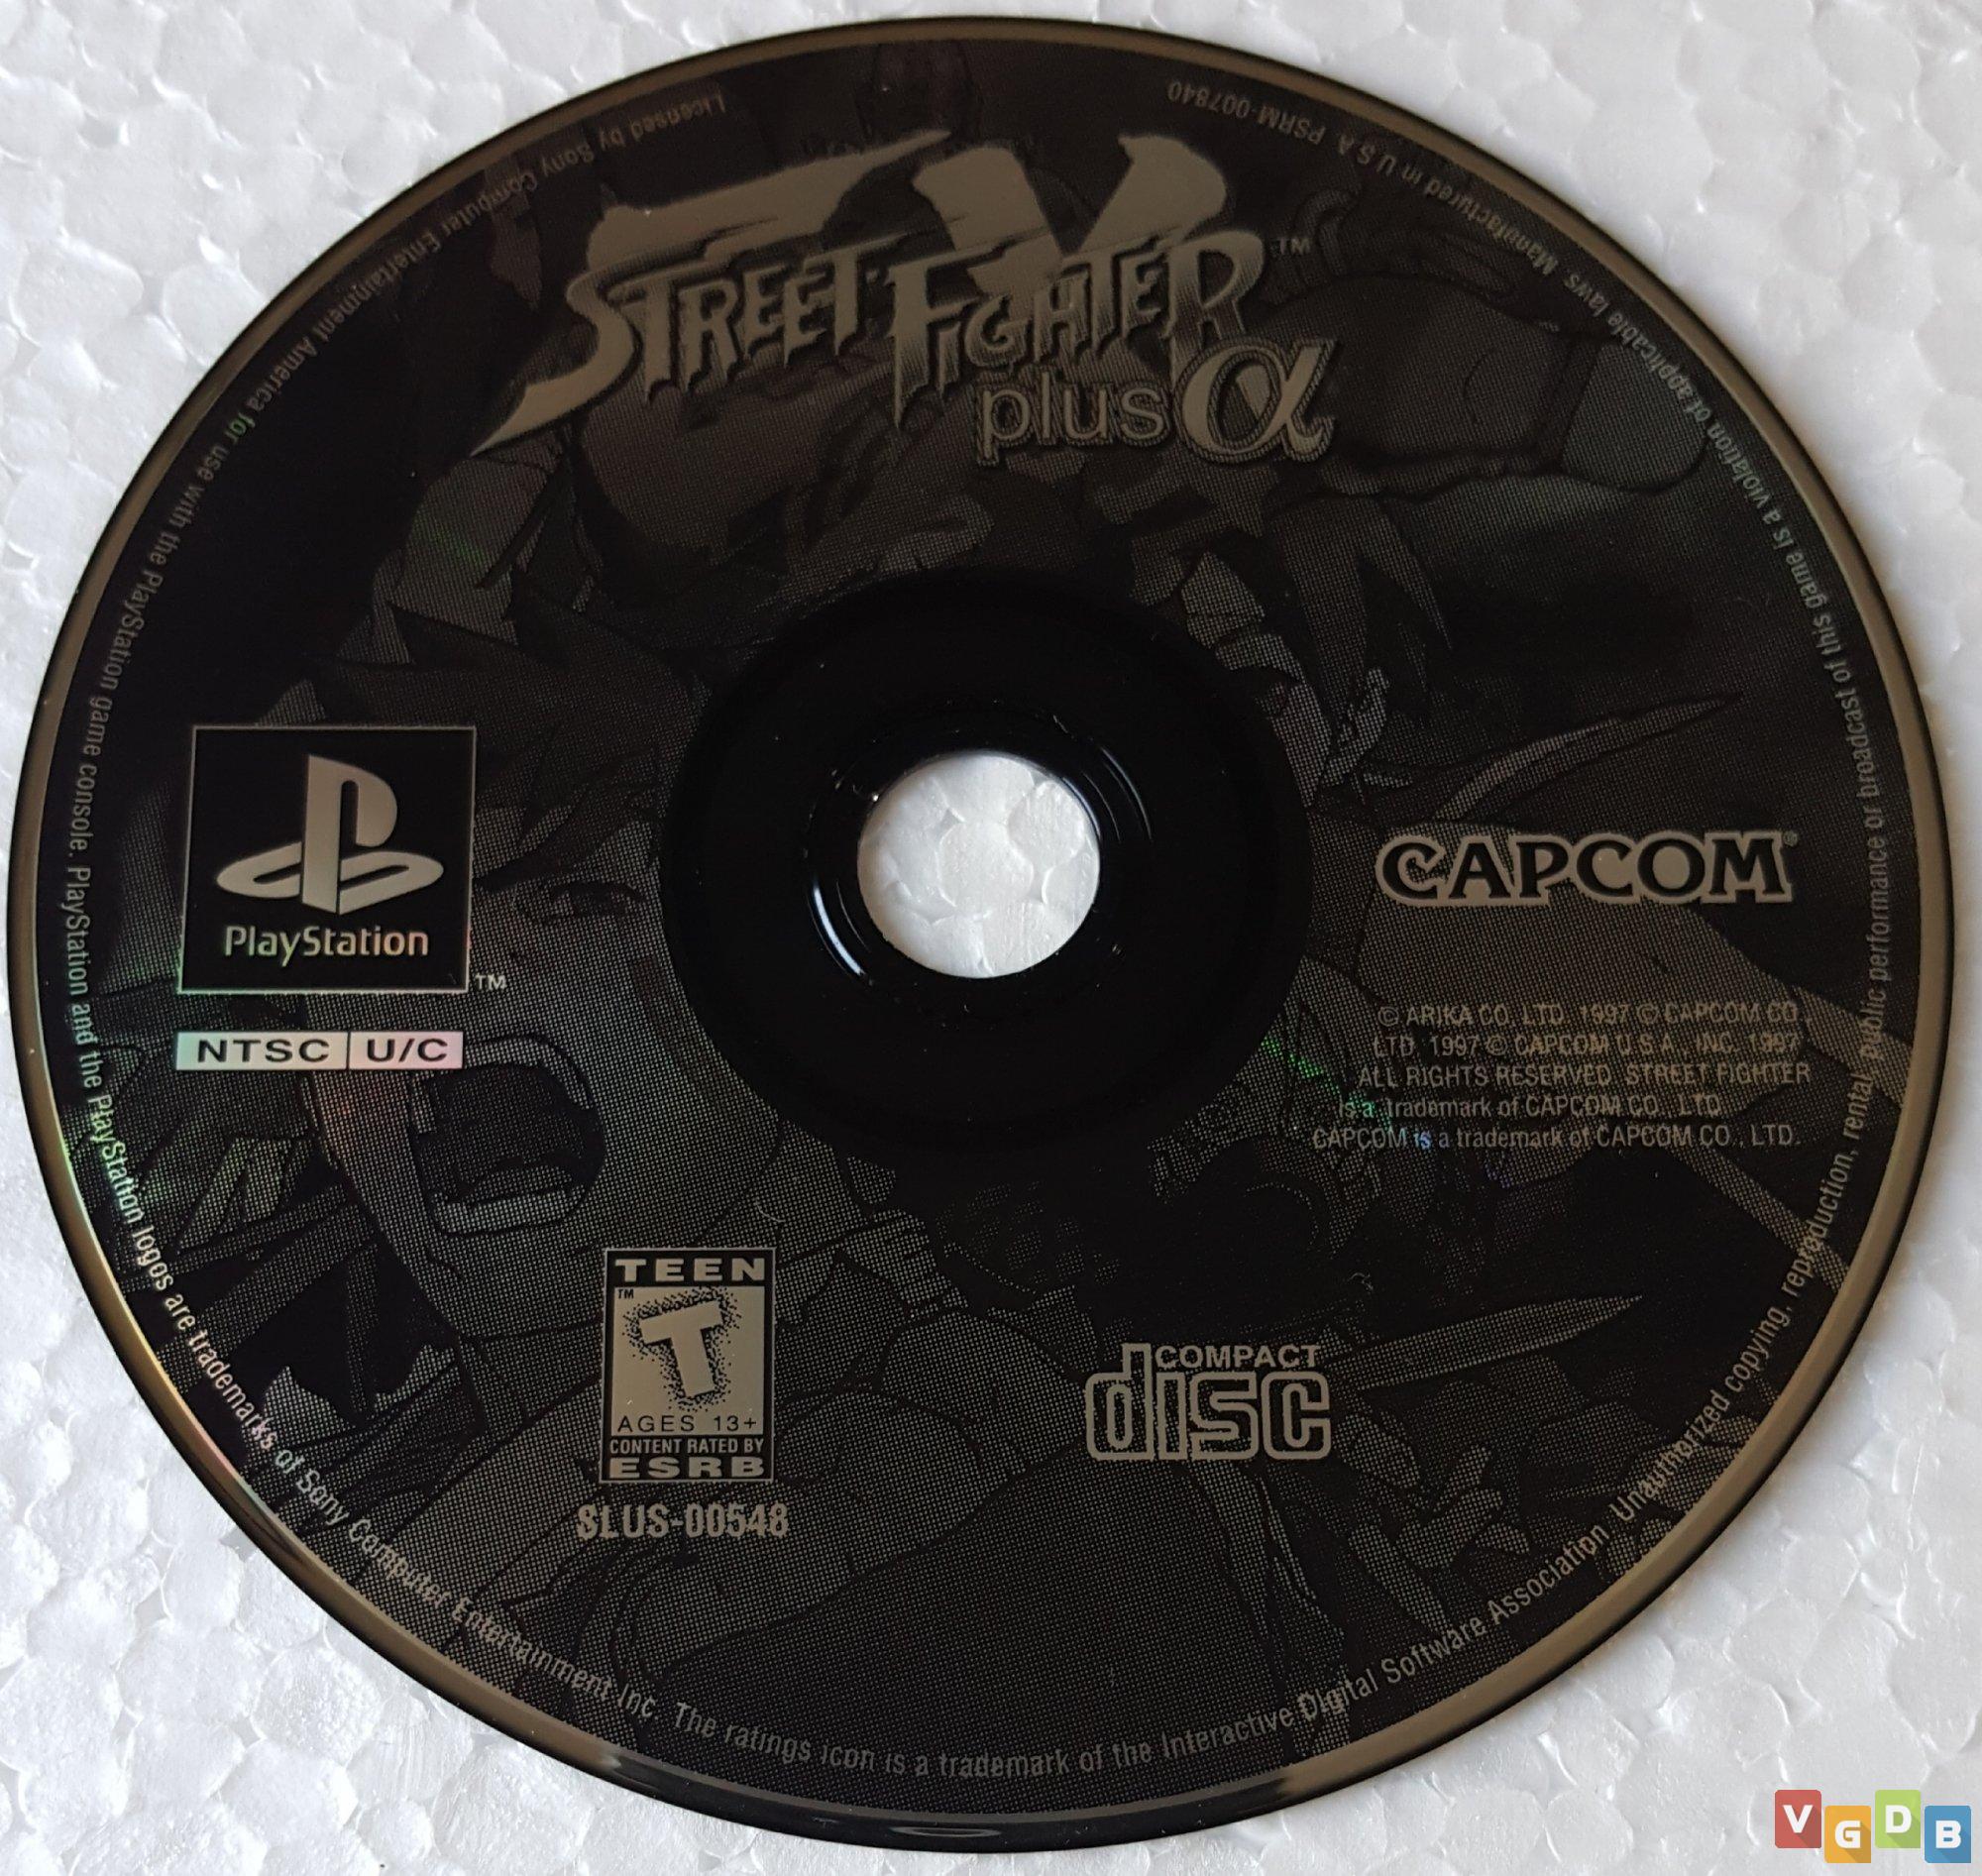 EX
STREET FIGHTER™
plus α
PlayStation
™
NTSC U/C
CAPCOM®
© ARIKA CO. LTD. 1997 © CAPCOM CO.,
LTD. 1997 © CAPCOM U.S.A., INC. 1997
ALL RIGHTS RESERVED. STREET FIGHTER
is a trademark of CAPCOM CO., LTD.
CAPCOM is a trademark of CAPCOM CO., LTD.
TEEN
™
T
AGES 13+
CONTENT RATED BY
ESRB
SLUS-00548
COMPACT
disc
Licensed by Sony Computer Entertainment America for use with the PlayStation game console. PlayStation and the PlayStation logos are trademarks of Sony Computer Entertainment Inc. The ratings icon is a trademark of the Interactive Digital Software Association. Unauthorized copying, reproduction, rental, public performance or broadcast of this game is a violation of applicable laws. Manufactured in U.S.A. PSRM-007840
VGDB